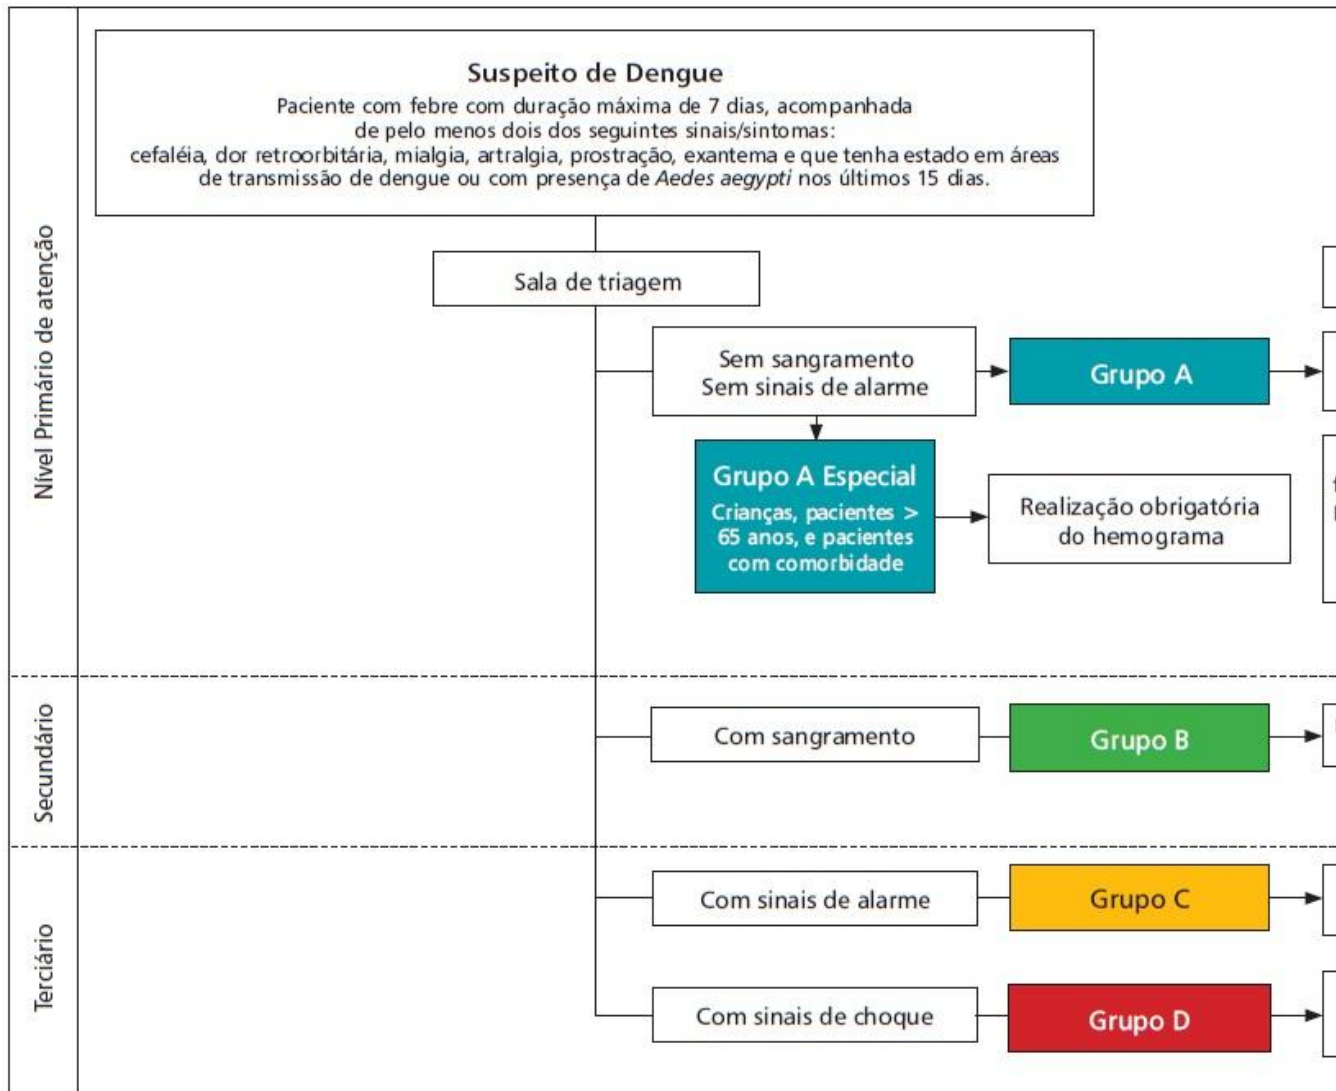 Suspeito de Dengue
Paciente com febre com duração máxima de 7 dias, acompanhada
de pelo menos dois dos seguintes sinais/sintomas:
cefaléia, dor retroorbitária, mialgia, artralgia, prostração, exantema e que tenha estado em áreas
de transmissão de dengue ou com presença de Aedes aegypti nos últimos 15 dias.
Nível Primário de atenção
Sala de triagem
Sem sangramento
Sem sinais de alarme
Grupo A
Grupo A Especial
Crianças, pacientes >
65 anos, e pacientes
com comorbidade
Realização obrigatória
do hemograma
Secundário
Com sangramento
Grupo B
Terciário
Com sinais de alarme
Grupo C
Com sinais de choque
Grupo D